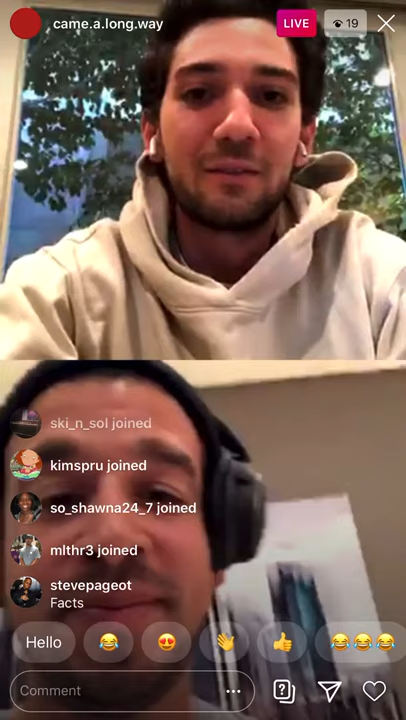 came.a.long.way
LIVE
19
ski_n_sol joined
kimspru joined
so_shawna24_7 joined
mlthr3 joined
stevepageot
Facts
Hello
Comment